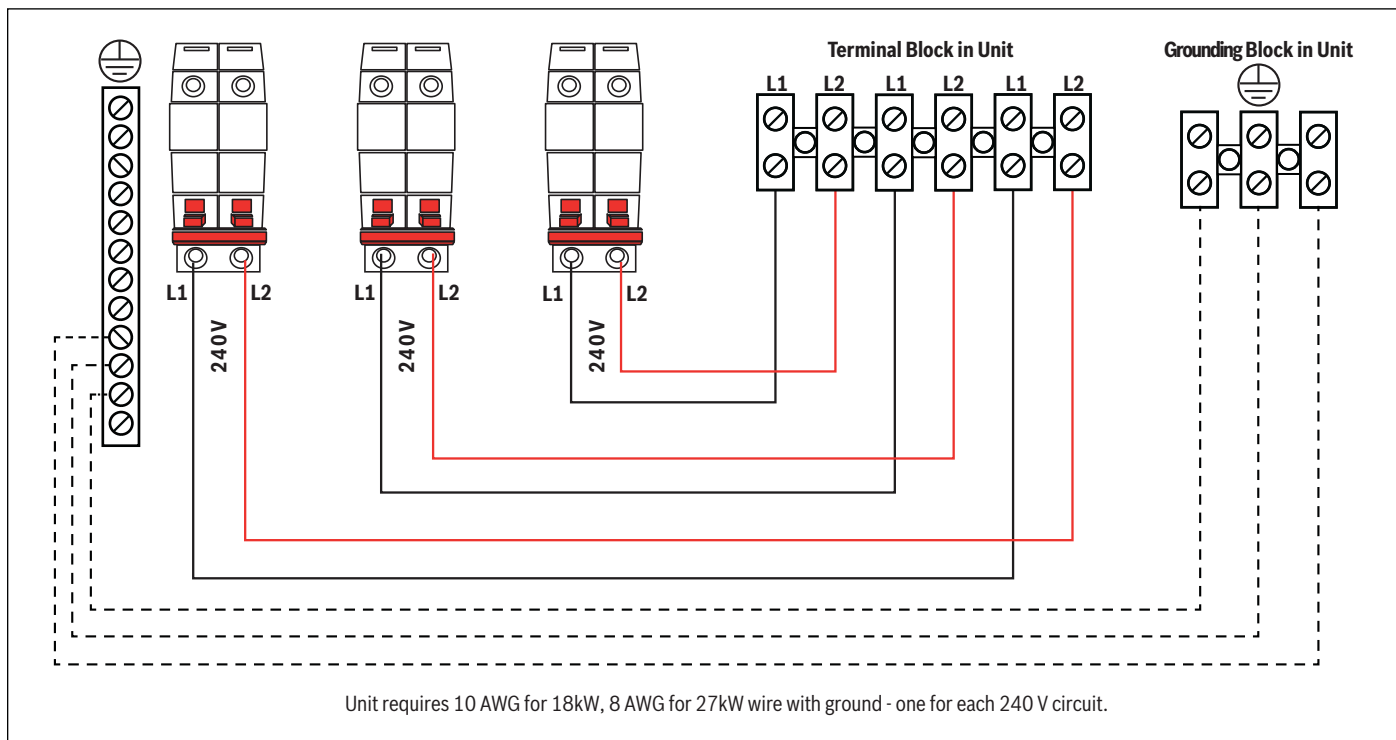 Terminal Block in Unit
Grounding Block in Unit
L1 L2 L1 L2 L1 L2
L1 L2
L1 L2
L1 L2
240V
240V
240V
Unit requires 10 AWG for 18kW, 8 AWG for 27kW wire with ground - one for each 240 V circuit.